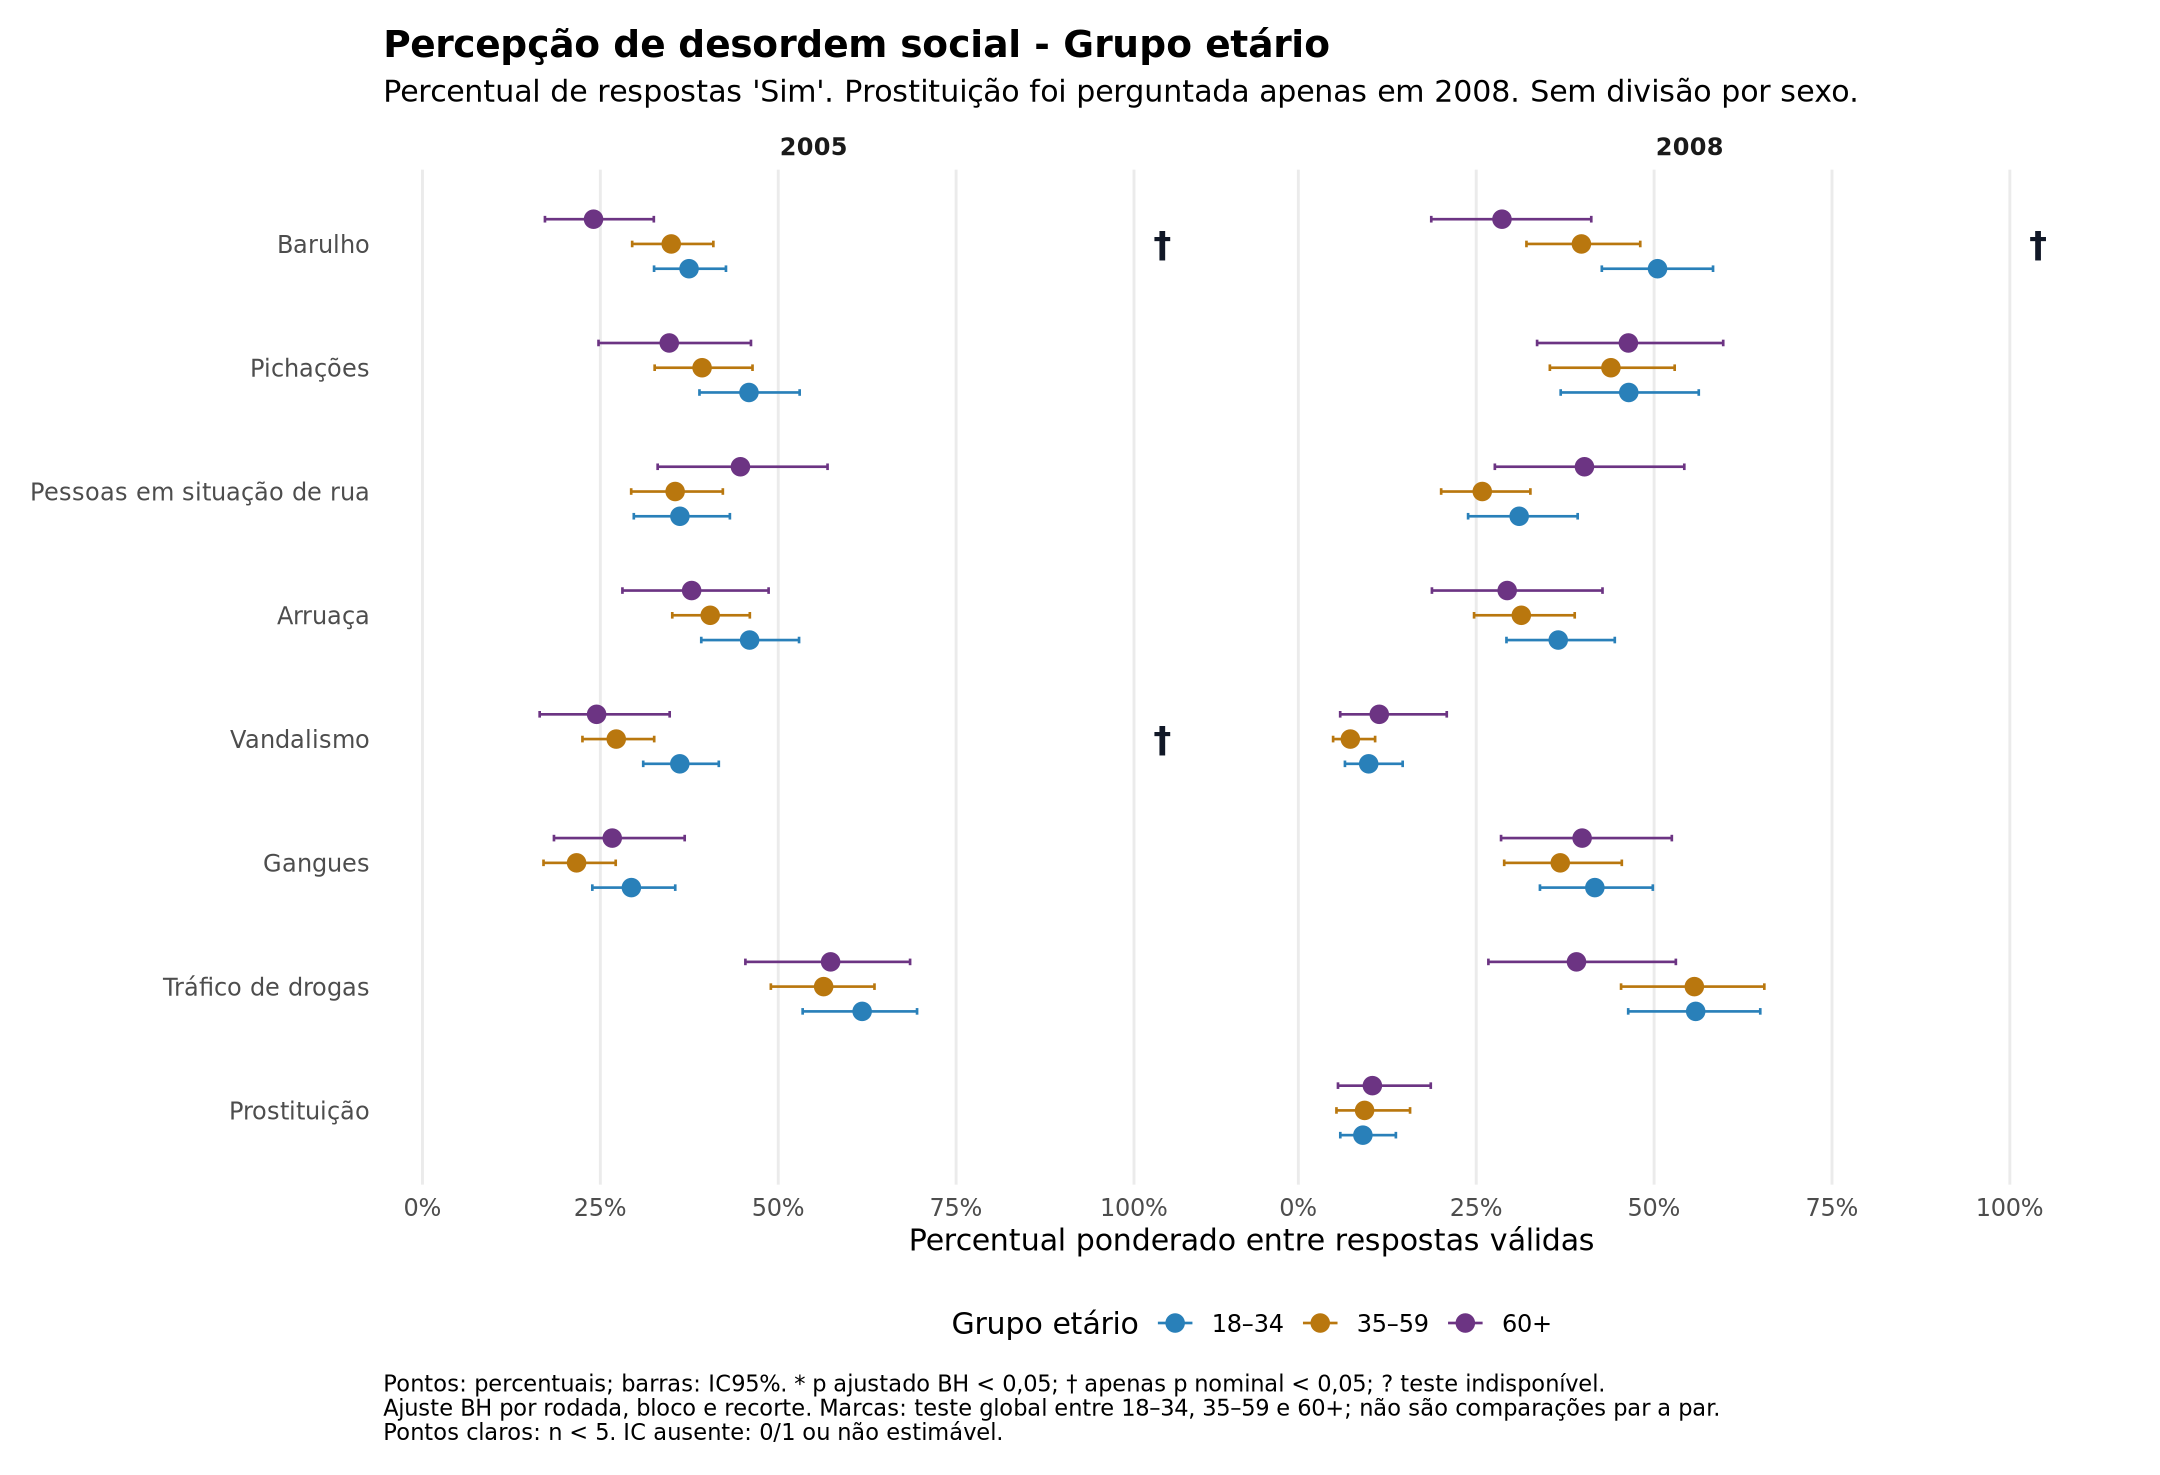 Percepção de desordem social - Grupo etário
Percentual de respostas 'Sim'. Prostituição foi perguntada apenas em 2008. Sem divisão por sexo.
2005
2008
Barulho
†
†
Pichações
Pessoas em situação de rua
Arruaça
Vandalismo
†
Gangues
Tráfico de drogas
Prostituição
0% 25% 50% 75% 100% 0% 25% 50% 75% 100%
Percentual ponderado entre respostas válidas
Grupo etário 18–34 35–59 60+
Pontos: percentuais; barras: IC95%. * p ajustado BH < 0,05; † apenas p nominal < 0,05; ? teste indisponível.
Ajuste BH por rodada, bloco e recorte. Marcas: teste global entre 18–34, 35–59 e 60+; não são comparações par a par.
Pontos claros: n < 5. IC ausente: 0/1 ou não estimável.